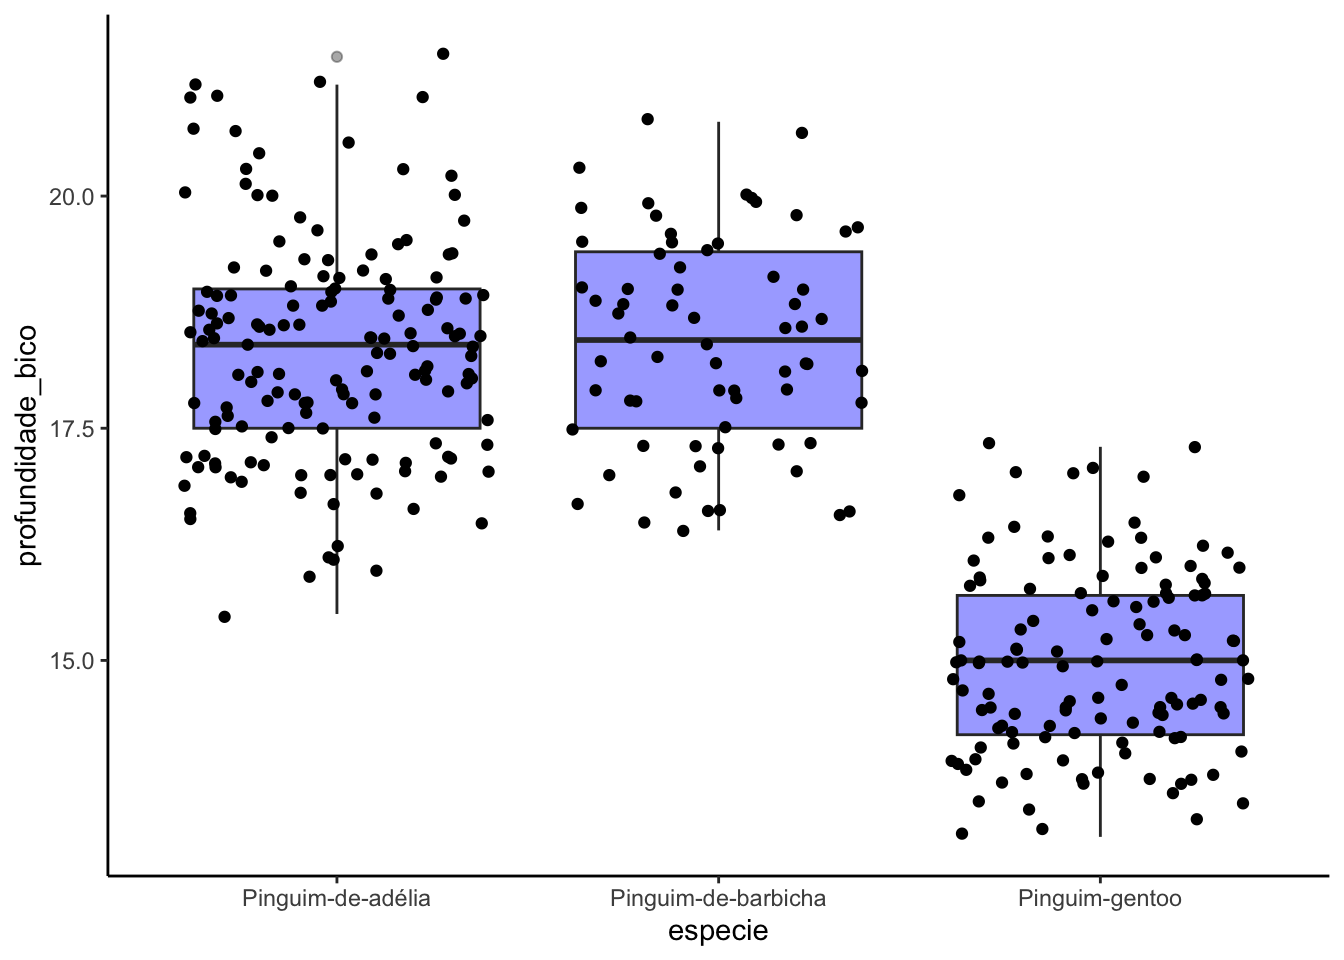 profundidade_bico
20.0
17.5
15.0
Pinguim-de-adélia
Pinguim-de-barbicha
Pinguim-gentoo
especie